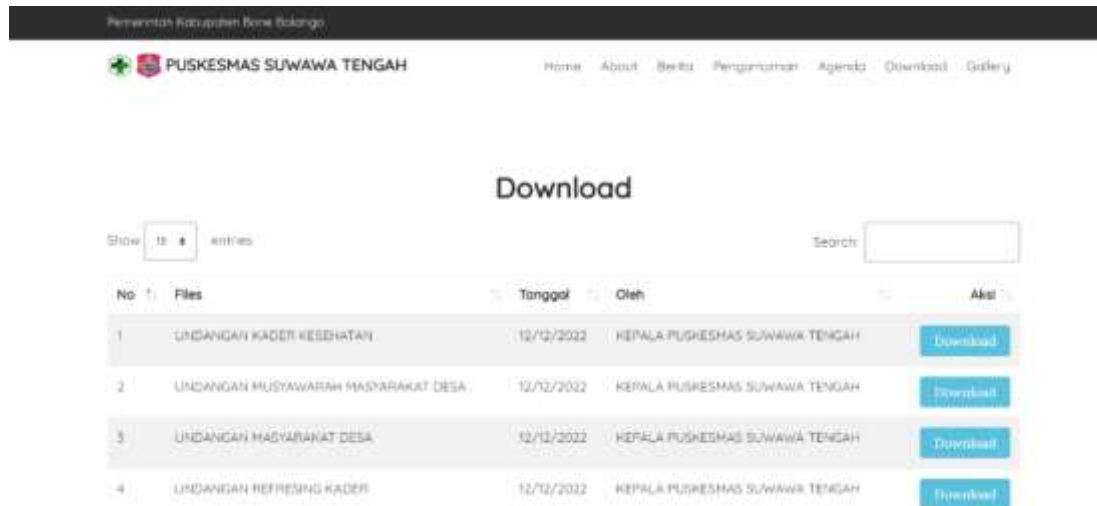 Pemerintah Kabupaten Bone Bolango
PUSKESMAS SUWAWA TENGAH
Home About Berita Pengumuman Agenda Download Gallery
Download
Show 10 entries
Search:
No Files Tanggal Oleh Aksi
1 UNDANGAN KADER KESEHATAN 12/12/2022 KEPALA PUSKESMAS SUWAWA TENGAH Download
2 UNDANGAN MUSYAWARAH MASYARAKAT DESA 12/12/2022 KEPALA PUSKESMAS SUWAWA TENGAH Download
3 UNDANGAN MASYARAKAT DESA 12/12/2022 KEPALA PUSKESMAS SUWAWA TENGAH Download
4 UNDANGAN REFRESING KADER 12/12/2022 KEPALA PUSKESMAS SUWAWA TENGAH Download